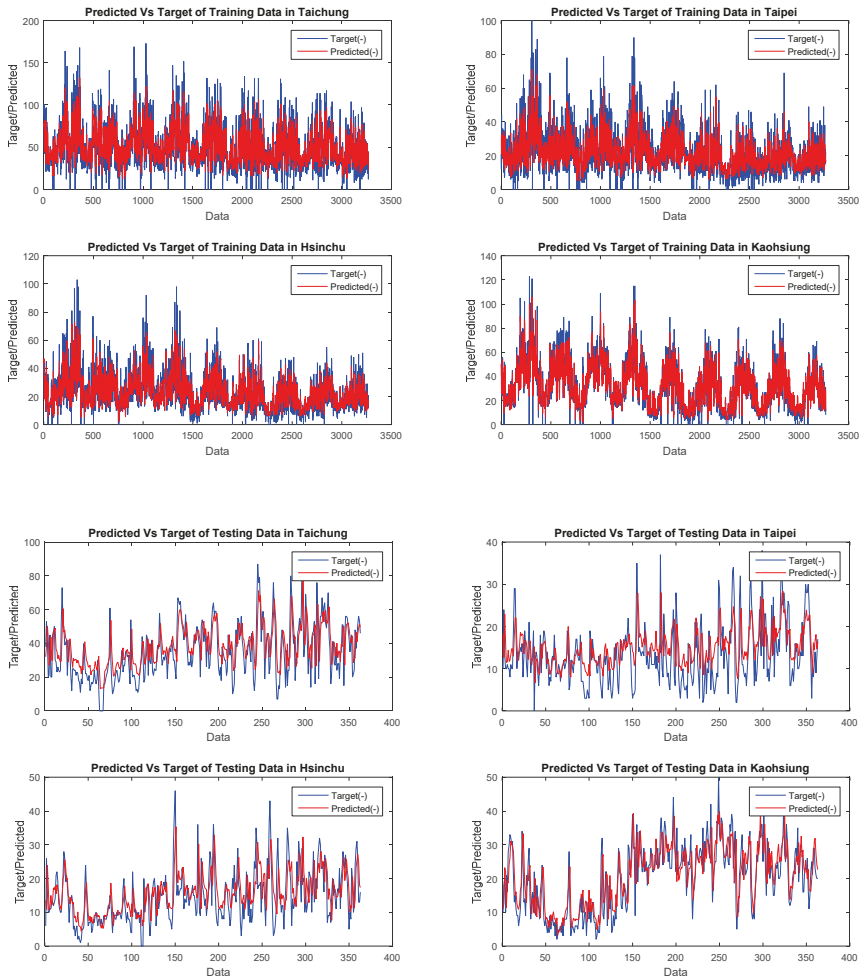 Predicted Vs Target of Training Data in Taichung
Target/Predicted
200
150
100
50
0
0 500 1000 1500 2000 2500 3000 3500
Data
Target(-)
Predicted(-)
Predicted Vs Target of Training Data in Taipei
100
80
60
40
20
0
0 500 1000 1500 2000 2500 3000 3500
Data
Target(-)
Predicted(-)
Predicted Vs Target of Training Data in Hsinchu
Target/Predicted
120
100
80
60
40
20
0
0 500 1000 1500 2000 2500 3000 3500
Data
Target(-)
Predicted(-)
Predicted Vs Target of Training Data in Kaohsiung
140
120
100
80
60
40
20
0
0 500 1000 1500 2000 2500 3000 3500
Data
Target(-)
Predicted(-)
Predicted Vs Target of Testing Data in Taichung
Target/Predicted
100
80
60
40
20
0
0 50 100 150 200 250 300 350 400
Data
Target(-)
Predicted(-)
Predicted Vs Target of Testing Data in Taipei
Target/Predicted
40
30
20
10
0
0 50 100 150 200 250 300 350 400
Data
Target(-)
Predicted(-)
Predicted Vs Target of Testing Data in Hsinchu
Target/Predicted
50
40
30
20
10
0
0 50 100 150 200 250 300 350 400
Data
Target(-)
Predicted(-)
Predicted Vs Target of Testing Data in Kaohsiung
Target/Predicted
50
40
30
20
10
0
0 50 100 150 200 250 300 350 400
Data
Target(-)
Predicted(-)